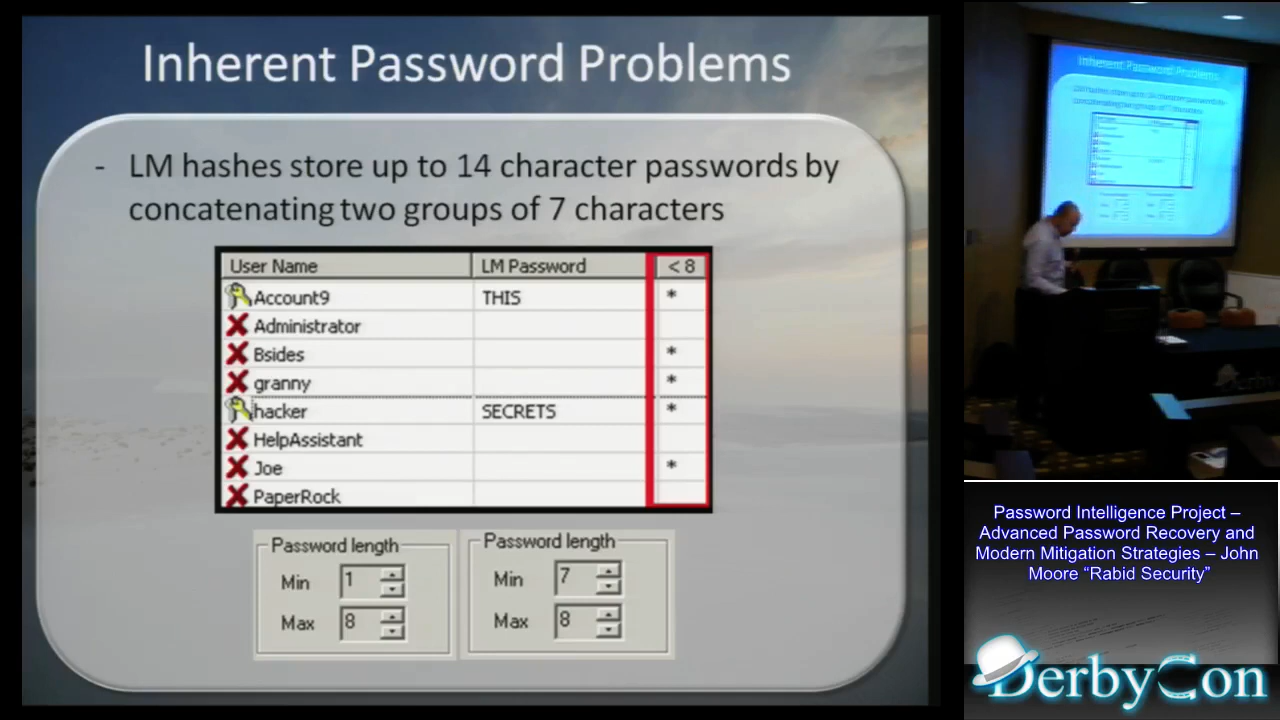 Inherent Password Problems
- LM hashes store up to 14 character passwords by
concatenating two groups of 7 characters
User Name LM Password < 8
Account9 THIS *
Administrator
Bsides *
granny *
hacker SECRETS *
HelpAssistant
Joe *
PaperRock
Password length
Min 1
Max 8
Password length
Min 7
Max 8
Inherent Password Problems
Password Intelligence Project –
Advanced Password Recovery and
Modern Mitigation Strategies – John
Moore “Rabid Security”
DerbyCon